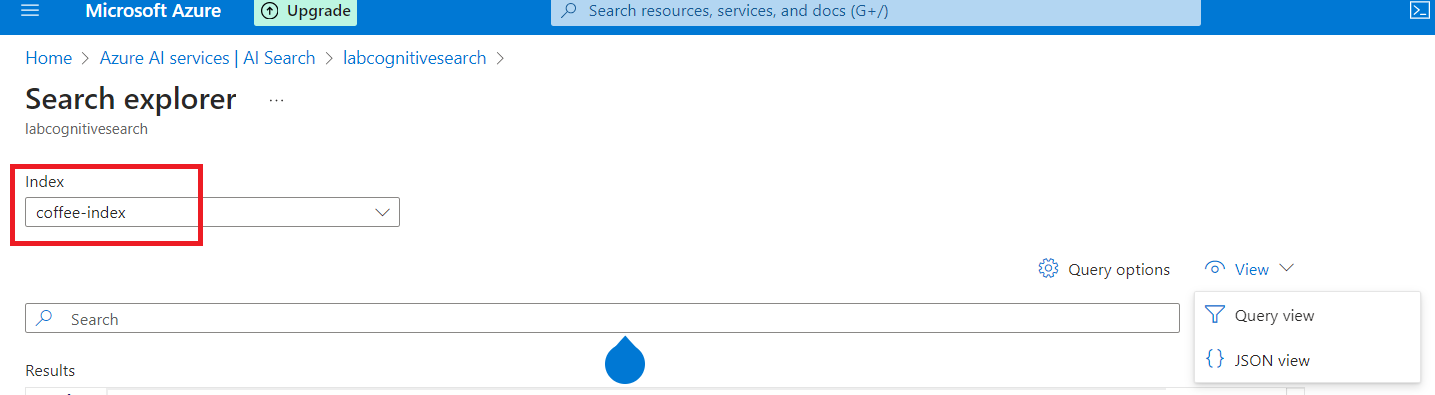 Microsoft Azure Upgrade Search resources, services, and docs (G+/)
Home > Azure AI services | AI Search > labcognitivesearch >
Search explorer ...
labcognitivesearch
Index
coffee-index
Query options View
Query view
Search
JSON view
Results